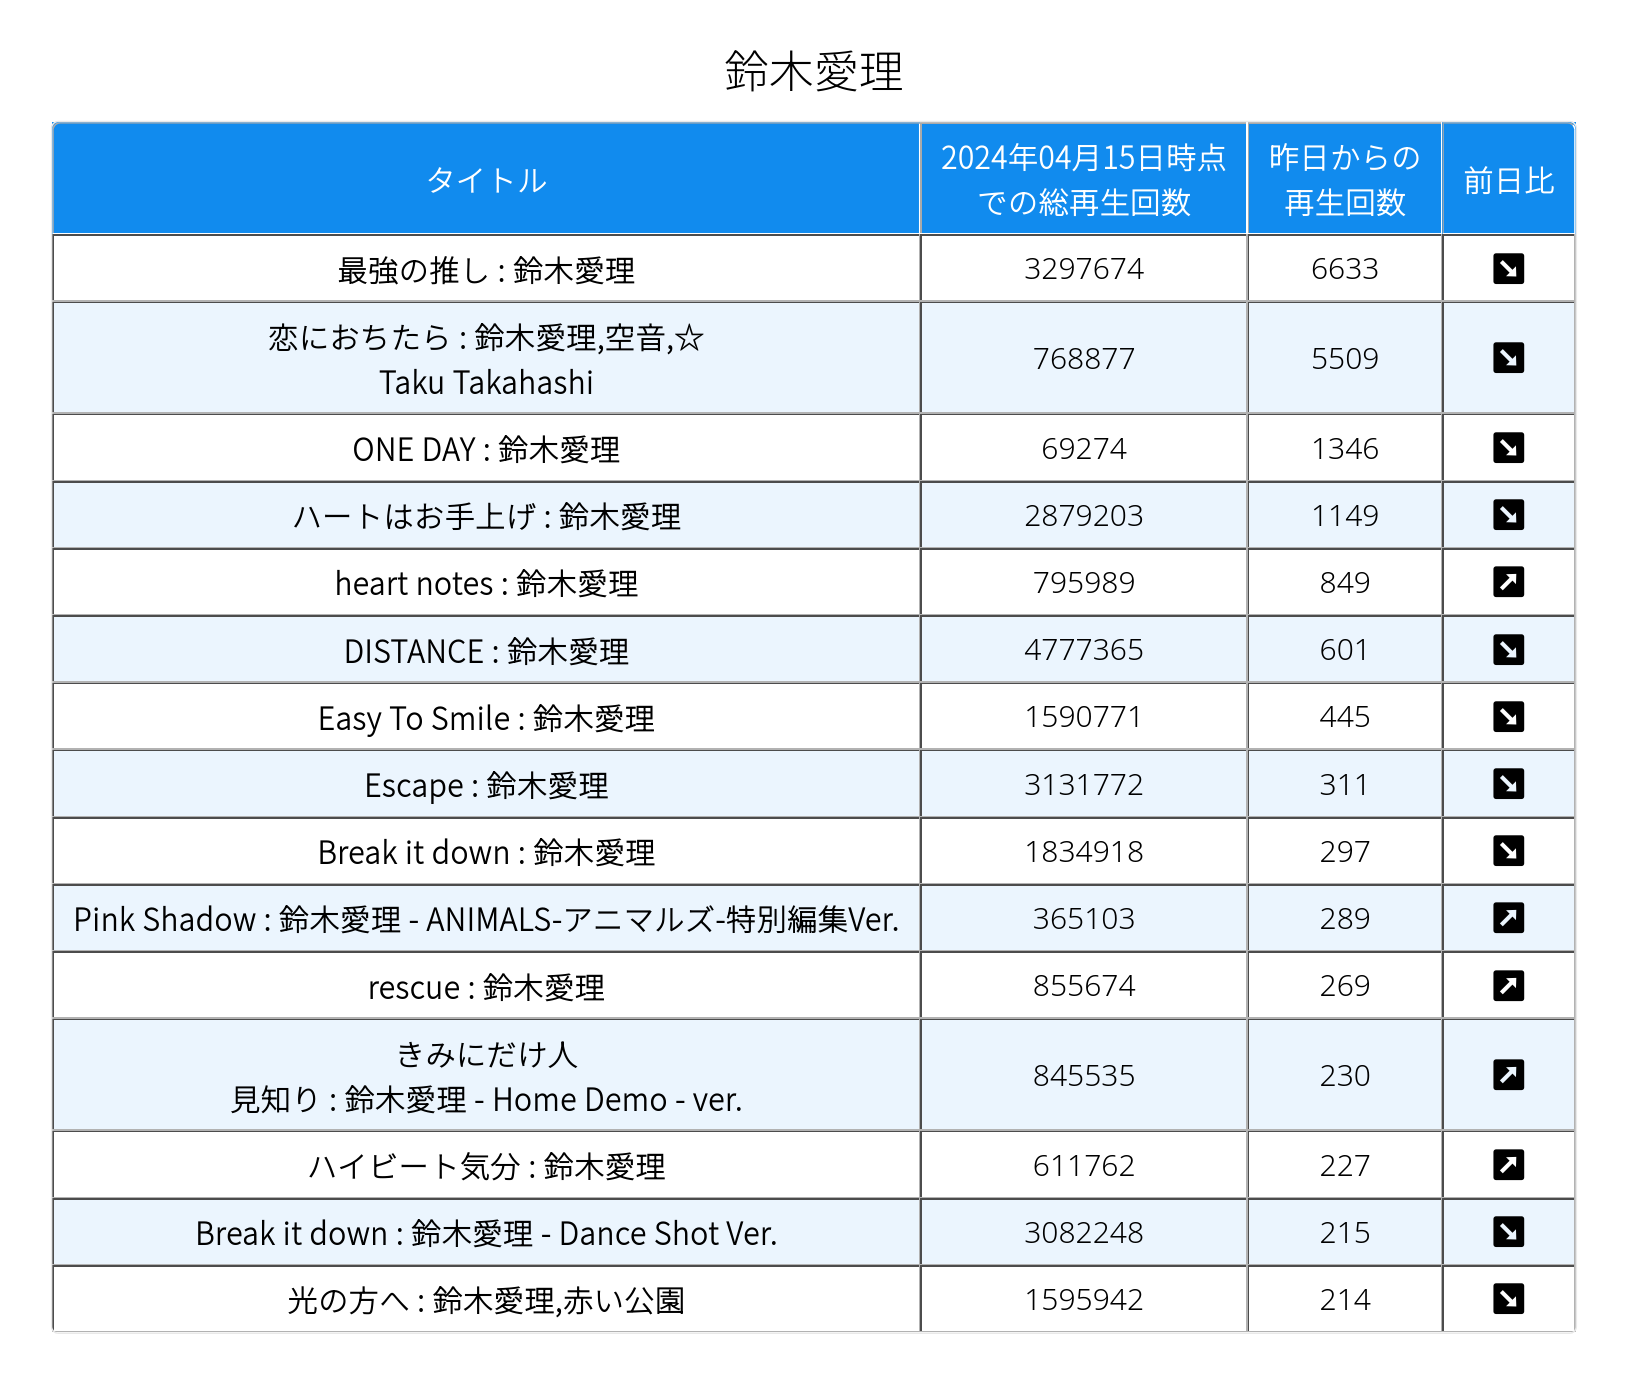 鈴木愛理
タイトル
2024年04月15日時点
での総再生回数
昨日からの
再生回数
前日比
最強の推し : 鈴木愛理 3297674 6633
恋におちたら : 鈴木愛理,空音,☆
Taku Takahashi
768877 5509
ONE DAY : 鈴木愛理 69274 1346
ハートはお手上げ : 鈴木愛理 2879203 1149
heart notes : 鈴木愛理 795989 849
DISTANCE : 鈴木愛理 4777365 601
Easy To Smile : 鈴木愛理 1590771 445
Escape : 鈴木愛理 3131772 311
Break it down : 鈴木愛理 1834918 297
Pink Shadow : 鈴木愛理 - ANIMALS-アニマルズ-特別編集Ver. 365103 289
rescue : 鈴木愛理 855674 269
きみにだけ人
見知り : 鈴木愛理 - Home Demo - ver.
845535 230
ハイビート気分 : 鈴木愛理 611762 227
Break it down : 鈴木愛理 - Dance Shot Ver. 3082248 215
光の方へ : 鈴木愛理,赤い公園 1595942 214